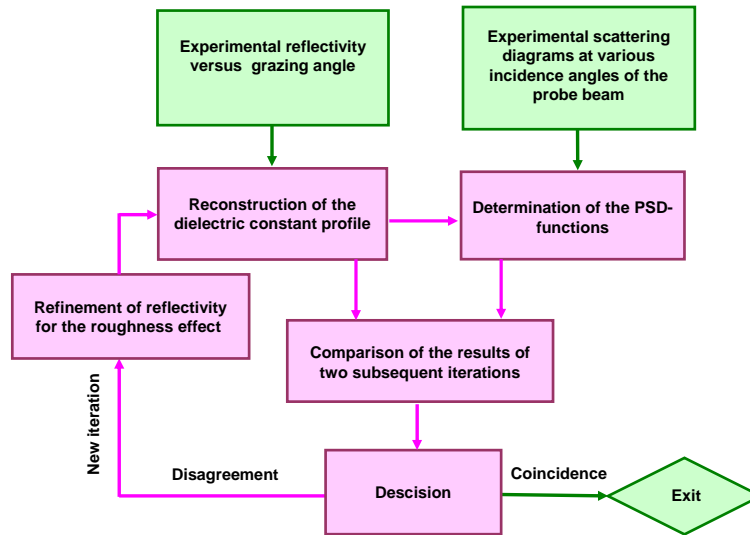 Experimental reflectivity
versus grazing angle
Experimental scattering
diagrams at various
incidence angles of the
probe beam
Reconstruction of the
dielectric constant profile
Determination of the PSD-
functions
Refinement of reflectivity
for the roughness effect
Comparison of the results of
two subsequent iterations
New iteration
Disagreement
Descision
Coincidence
Exit